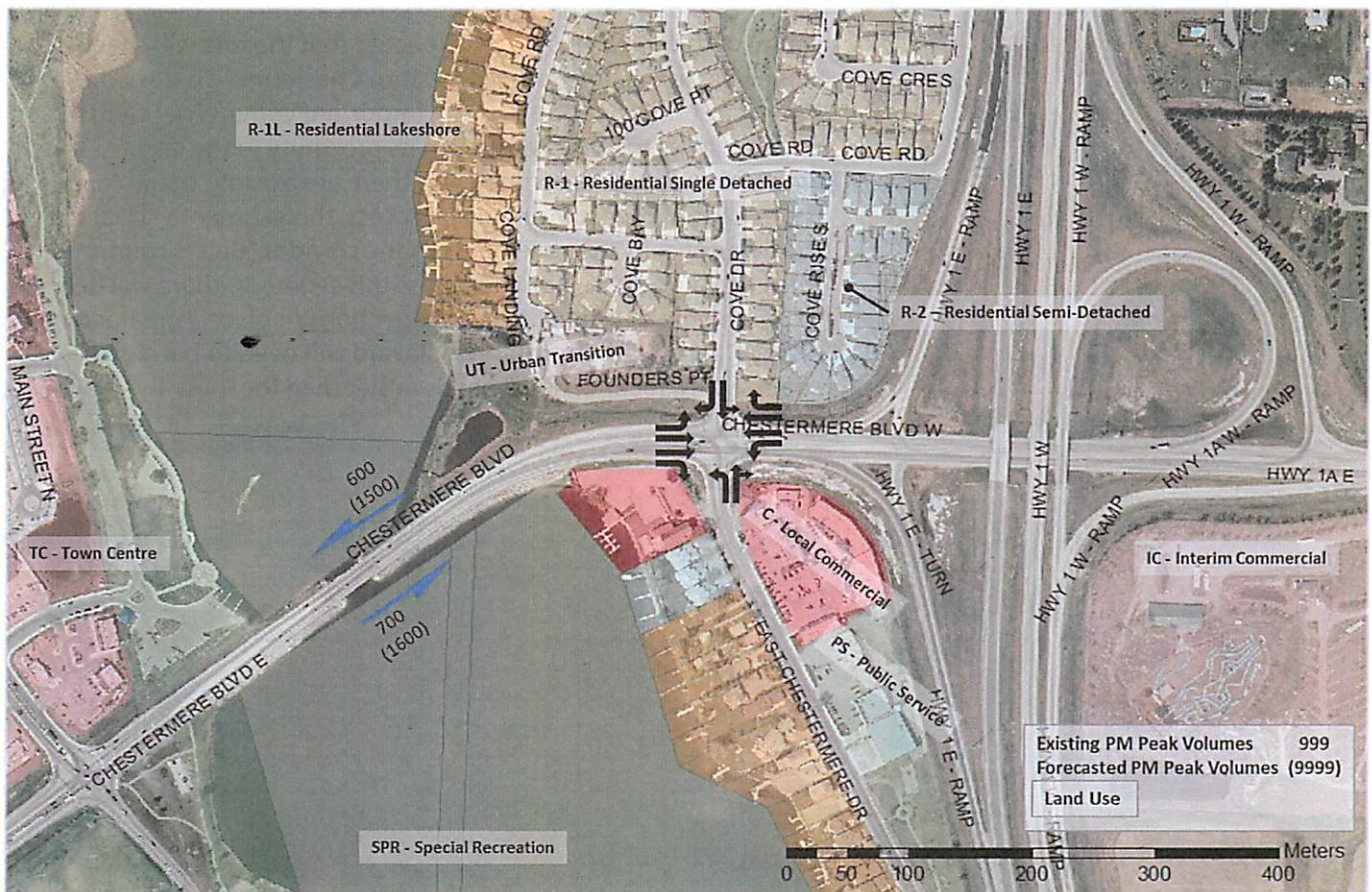 COVE RD
COVE CRES
100 COVE PT
R-1L - Residential Lakeshore
COVE RD
COVE RD
R-1 - Residential Single Detached
HWY 1 W - RAMP
HWY 1 W - RAMP
HWY 1 E
HWY 1 E - RAMP
COVE LANDING
COVE BAY
COVE DR
COVE RISE S
R-2 - Residential Semi-Detached
UT - Urban Transition
FOUNDERS PT
MAIN STREET N
CHESTERMERE BLVD W
HWY 1A W - RAMP
HWY 1A E
600
(1500)
CHESTERMERE BLVD
HWY 1 E - TURN
HWY 1 W
HWY 1 W - RAMP
TC - Town Centre
C - Local Commercial
IC - Interim Commercial
700
(1600)
EAST CHESTERMERE DR
PS - Public Service
HWY 1 E - RAMP
CHESTERMERE BLVD E
Existing PM Peak Volumes 999
Forecasted PM Peak Volumes (9999)
Land Use
RAMP
SPR - Special Recreation
Meters
0 50 100 200 300 400